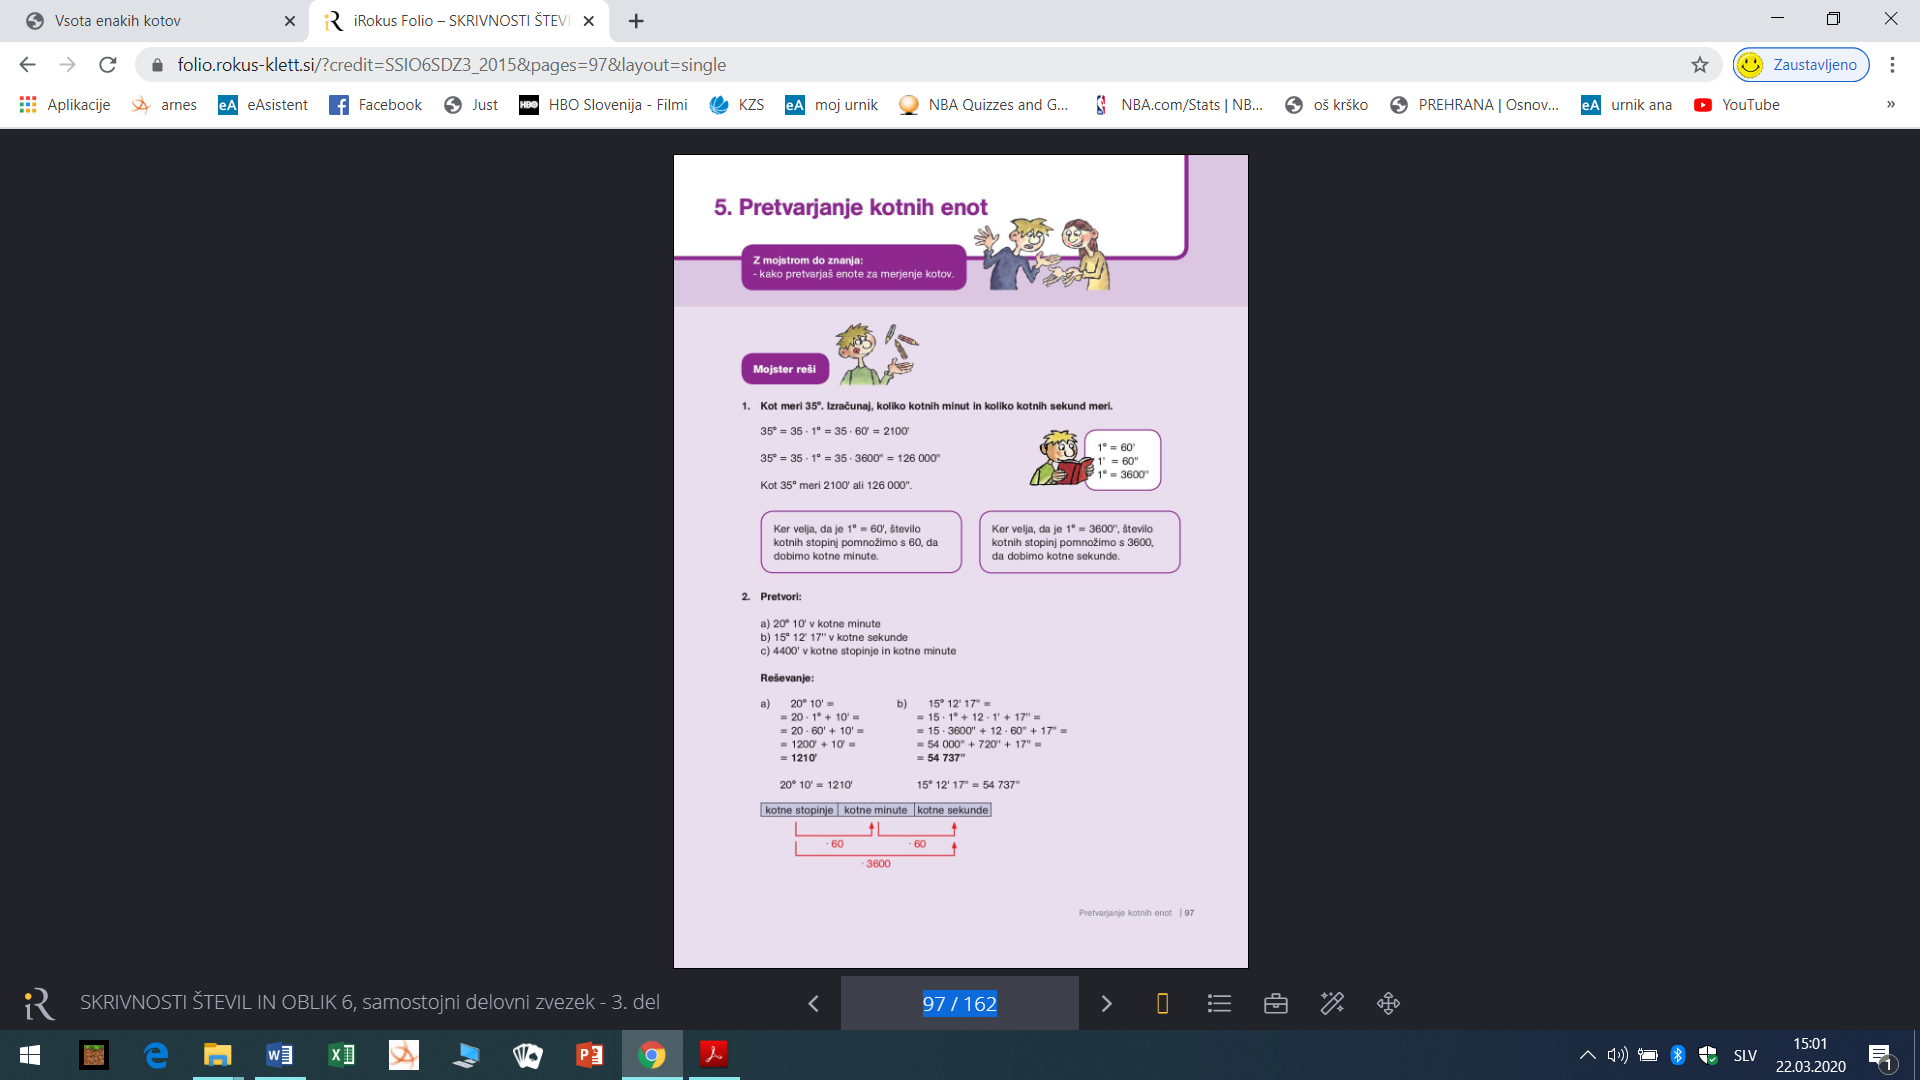 Vsota enakih kotov
iRokus Folio – SKRIVNOSTI ŠTEVI
folio.rokus-klett.si/?credit=SSIO6SDZ3_2015&pages=97&layout=single
Zaustavljeno
Aplikacije arnes eAsistent Facebook Just HBO Slovenija - Filmi KZS moj urnik NBA Quizzes and G... NBA.com/Stats | NB... oš krško PREHRANA | Osnov... urnik ana YouTube »
5. Pretvarjanje kotnih enot
Z mojstrom do znanja:
- kako pretvarjaš enote za merjenje kotov.
Mojster reši
1. Kot meri 35°. Izračunaj, koliko kotnih minut in koliko kotnih sekund meri.
35° = 35 · 1° = 35 · 60' = 2100'
35° = 35 · 1° = 35 · 3600'' = 126 000''
Kot 35° meri 2100' ali 126 000''.
1° = 60'
1' = 60''
1° = 3600''
Ker velja, da je 1° = 60', število
kotnih stopinj pomnožimo s 60, da
dobimo kotne minute.
Ker velja, da je 1° = 3600'', število
kotnih stopinj pomnožimo s 3600,
da dobimo kotne sekunde.
2. Pretvori:
a) 20° 10' v kotne minute
b) 15° 12' 17'' v kotne sekunde
c) 4400' v kotne stopinje in kotne minute
Reševanje:
a) 20° 10' =
= 20 · 1° + 10' =
= 20 · 60' + 10' =
= 1200' + 10' =
= 1210'
20° 10' = 1210'
b) 15° 12' 17'' =
= 15 · 1° + 12 · 1' + 17'' =
= 15 · 3600'' + 12 · 60'' + 17'' =
= 54 000'' + 720'' + 17'' =
= 54 737''
15° 12' 17'' = 54 737''
kotne stopinje kotne minute kotne sekunde
· 60 · 60
· 3600
Pretvarjanje kotnih enot | 97
iR SKRIVNOSTI ŠTEVIL IN OBLIK 6, samostojni delovni zvezek - 3. del
97 / 162
SLV
15:01
22.03.2020
1